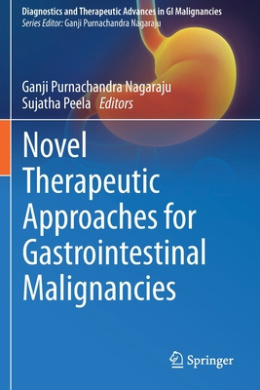 Diagnostics and Therapeutic Advances in GI Malignancies
Series Editor: Ganji Purnachandra Nagaraju
Ganji Purnachandra Nagaraju
Sujatha Peela Editors
Novel
Therapeutic
Approaches for
Gastrointestinal
Malignancies
Springer